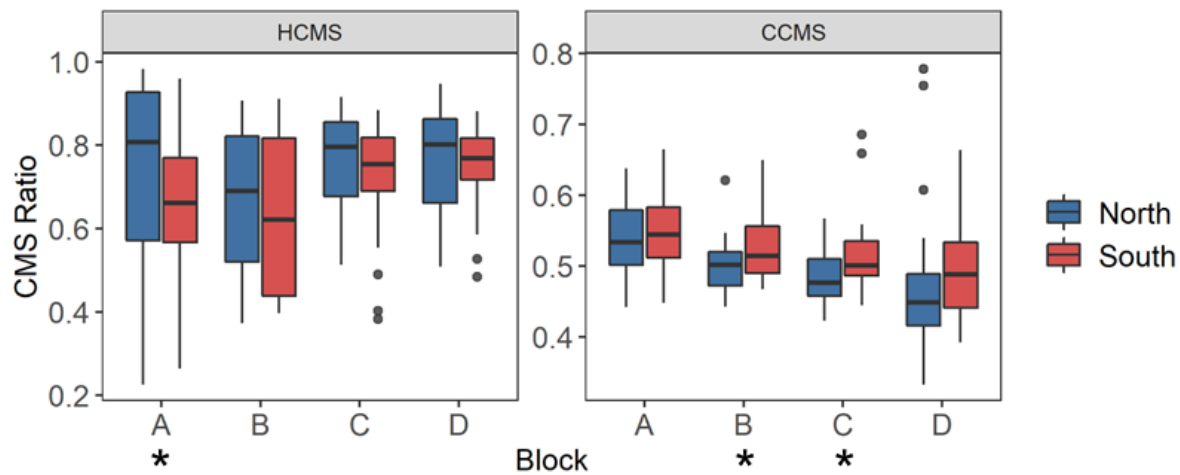 HCMS
CCMS
CMS Ratio
1.0
0.8
0.6
0.4
0.2
0.8
0.7
0.6
0.5
0.4
A B C D
A B C D
* Block * *
North
South